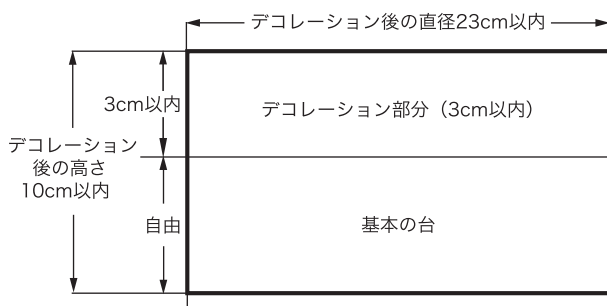 デコレーション後の直径23cm以内
3cm以内
デコレーション部分（3cm以内）
デコレーション
後の高さ
10cm以内
自由
基本の台